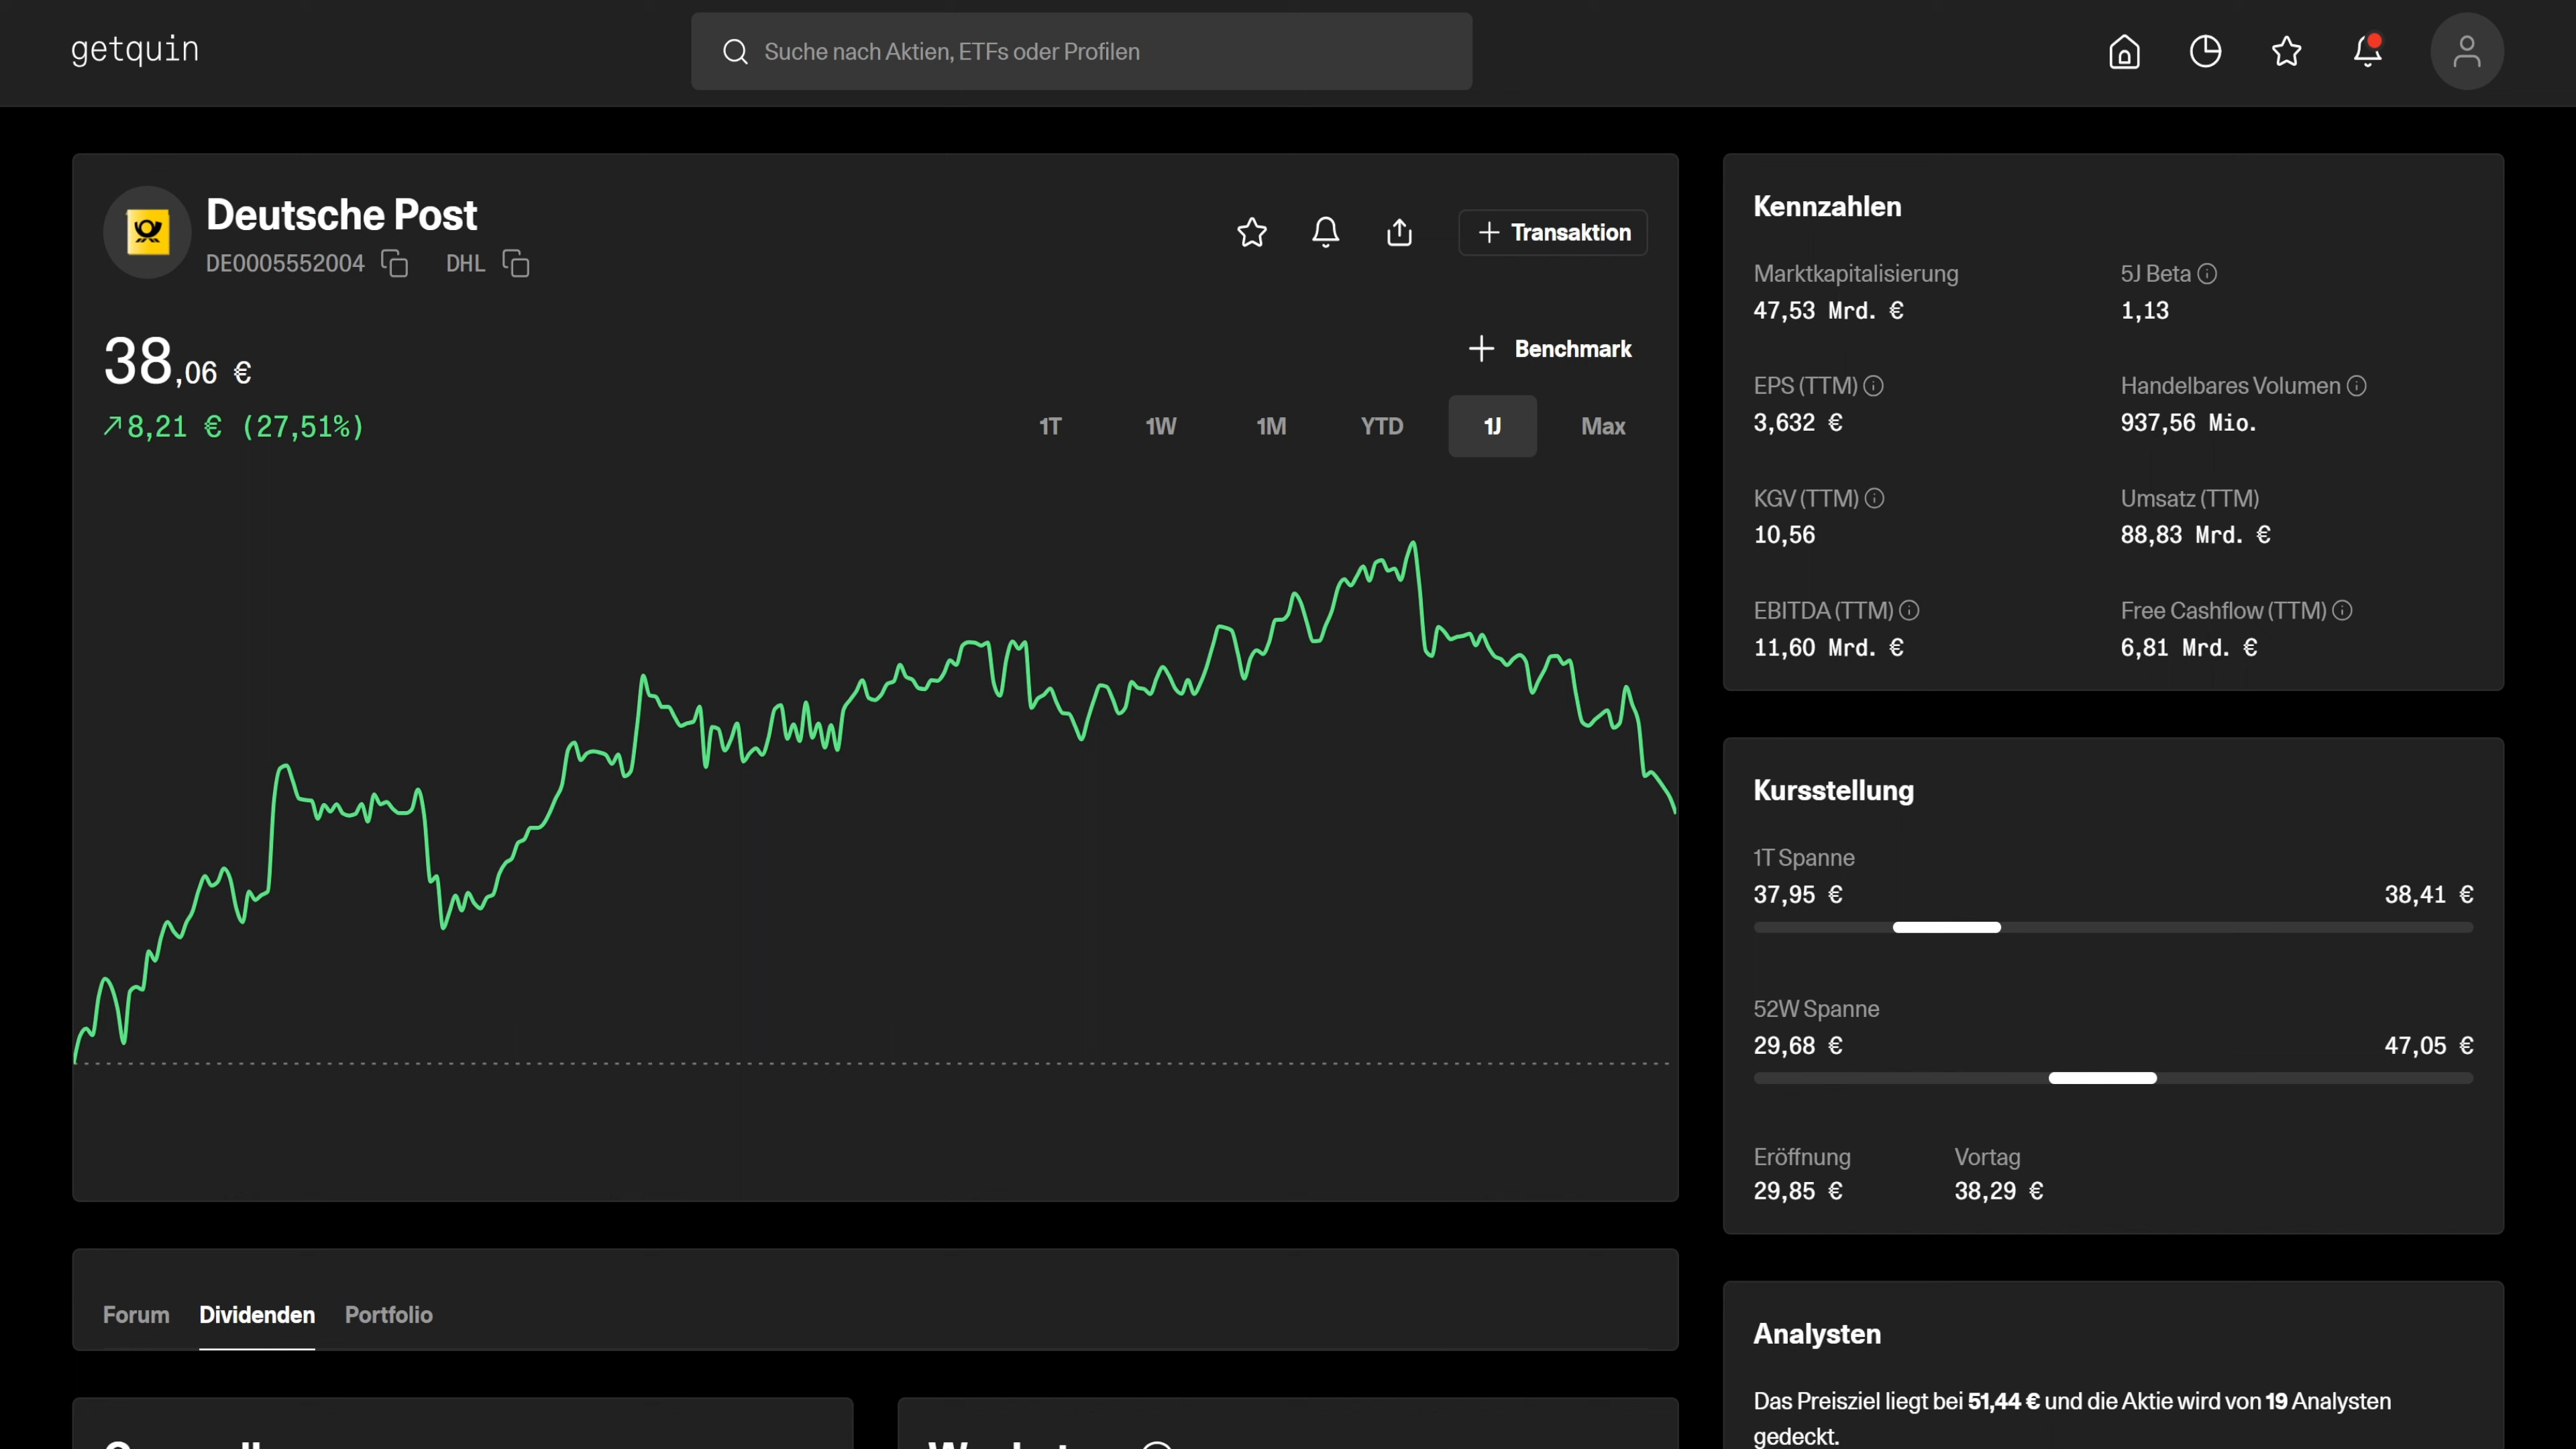 getquin
Suche nach Aktien, ETFs oder Profilen
Deutsche Post
DE0005552004 DHL
Transaktion
38,06 €
8,21 € (27,51%)
Benchmark
1T 1W 1M YTD 1J Max
Forum Dividenden Portfolio
Kennzahlen
Marktkapitalisierung 5J Beta
47,53 Mrd. € 1,13
EPS (TTM) Handelbares Volumen
3,632 € 937,56 Mio.
KGV (TTM) Umsatz (TTM)
10,56 88,83 Mrd. €
EBITDA (TTM) Free Cashflow (TTM)
11,60 Mrd. € 6,81 Mrd. €
Kursstellung
1T Spanne
37,95 € 38,41 €
52W Spanne
29,68 € 47,05 €
Eröffnung Vortag
29,85 € 38,29 €
Analysten
Das Preisziel liegt bei 51,44 € und die Aktie wird von 19 Analysten
gedeckt.